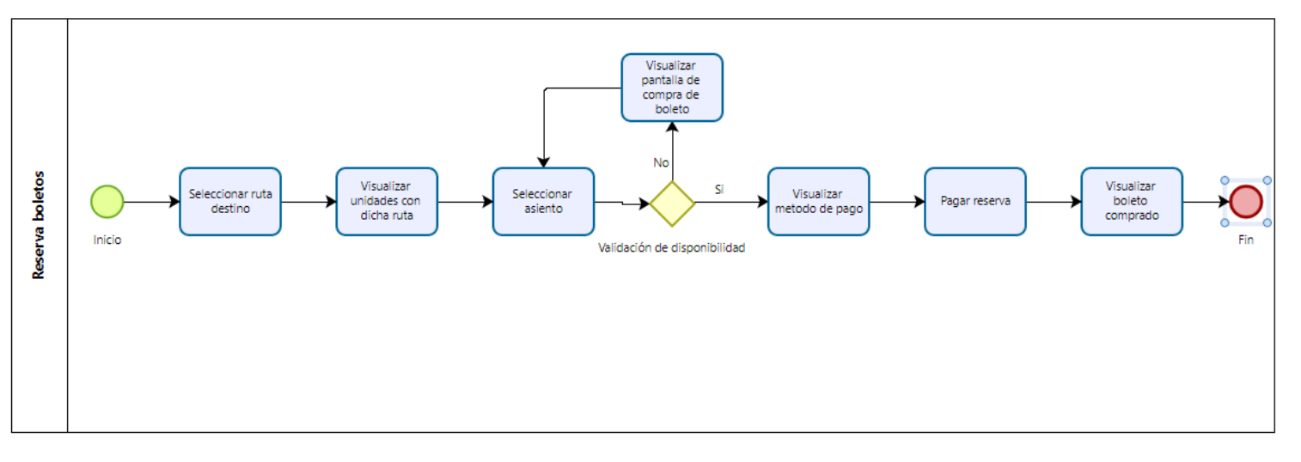 Reserva boletos
Inicio
Seleccionar ruta
destino
Visualizar
unidades con
dicha ruta
Seleccionar
asiento
Visualizar
pantalla de
compra de
boleto
No
Si
Validación de disponibilidad
Visualizar
metodo de pago
Pagar reserva
Visualizar
boleto
comprado
Fin